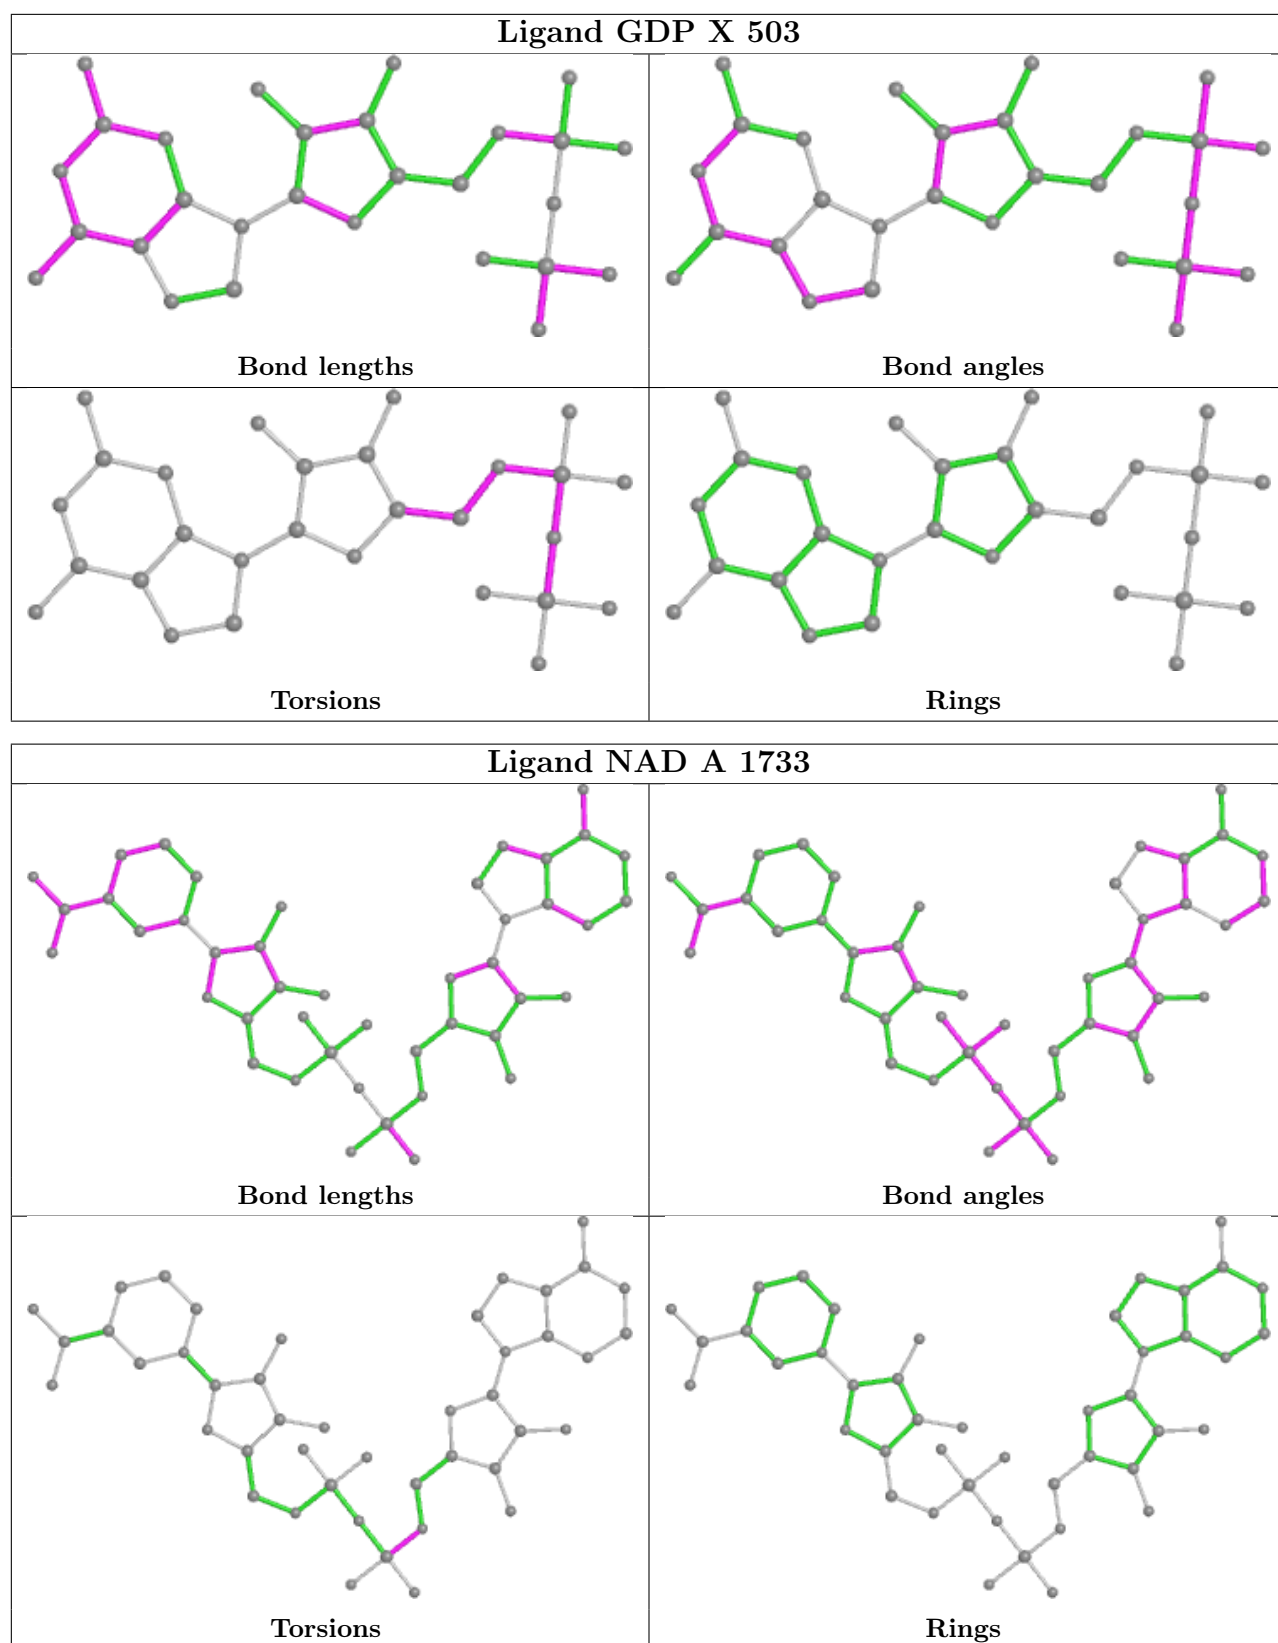 Ligand GDP X 503
Bond lengths
Bond angles
Torsions
Rings
Ligand NAD A 1733
Bond lengths
Bond angles
Torsions
Rings